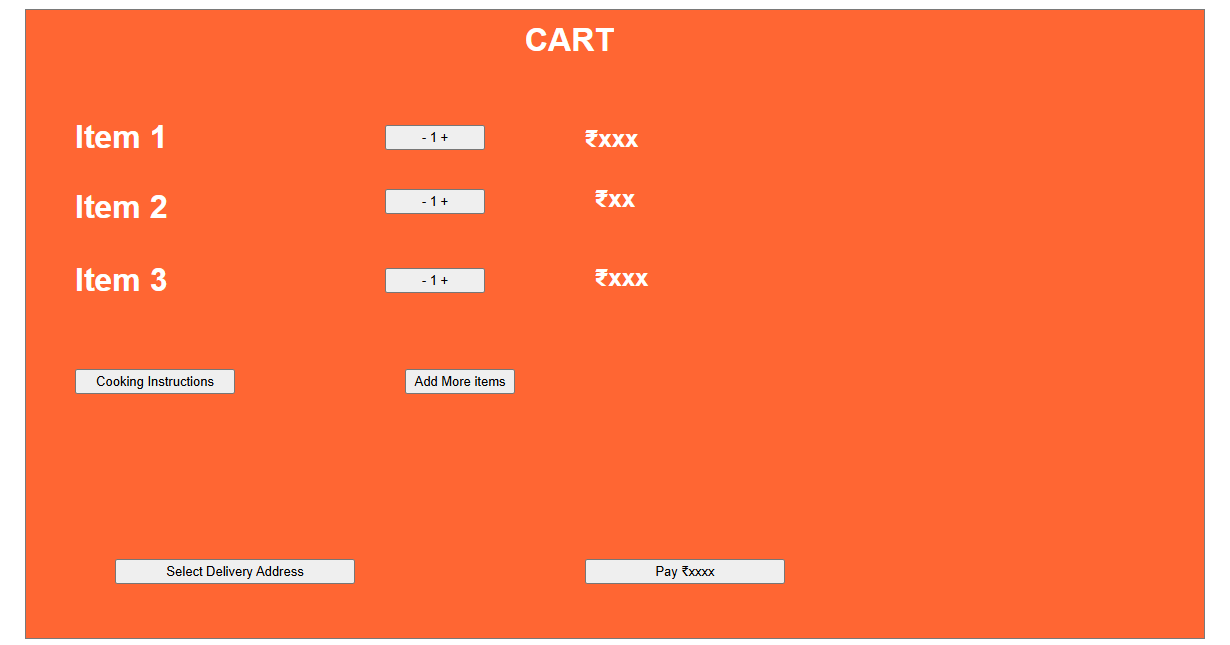 CART
Item 1 - 1 + ₹xxx
Item 2 - 1 + ₹xx
Item 3 - 1 + ₹xxx
Cooking Instructions Add More items
Select Delivery Address Pay ₹xxxx